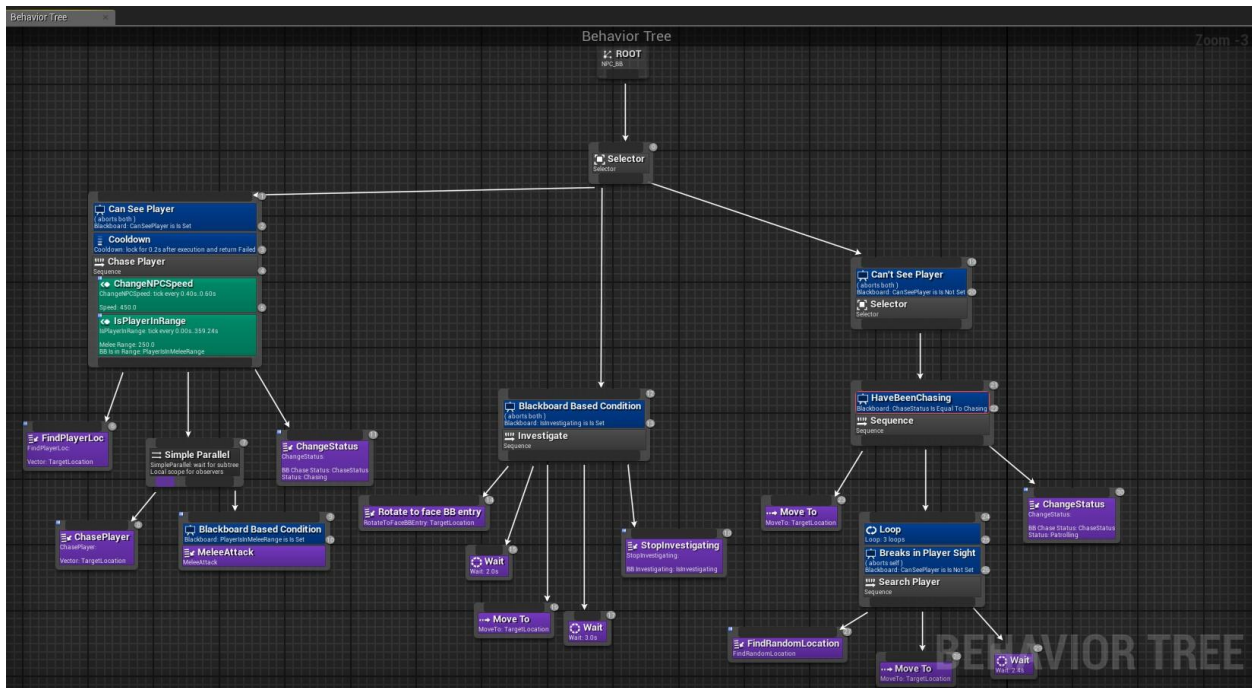 Behavior Tree
Behavior Tree
Zoom -3
ROOT
NPC_BB
Selector
Selector
Can See Player
( aborts both )
Blackboard: CanSeePlayer is Is Set
Cooldown
Cooldown: lock for 0.2s after execution and return Failed
Chase Player
Sequence
ChangeNPCSpeed
ChangeNPCSpeed: tick every 0.40s..0.60s
Speed: 450.0
IsPlayerInRange
IsPlayerInRange: tick every 0.00s..359.24s
Melee Range: 250.0
BB Is in Range: PlayerIsInMeleeRange
FindPlayerLoc
FindPlayerLoc:
Vector: TargetLocation
Simple Parallel
SimpleParallel: wait for subtree
Local scope for observers
ChangeStatus
ChangeStatus:
BB Chase Status: ChaseStatus
Status: Chasing
ChasePlayer
ChasePlayer:
Vector: TargetLocation
Blackboard Based Condition
Blackboard: PlayerIsInMeleeRange is Is Set
MeleeAttack
MeleeAttack
Blackboard Based Condition
( aborts both )
Blackboard: IsInvestigating is Is Set
Investigate
Sequence
Rotate to face BB entry
RotateToFaceBBEntry: TargetLocation
Wait
Wait: 2.0s
Move To
MoveTo: TargetLocation
Wait
Wait: 3.0s
StopInvestigating
StopInvestigating:
BB Investigating: IsInvestigating
Can't See Player
( aborts both )
Blackboard: CanSeePlayer is Is Not Set
Selector
Selector
HaveBeenChasing
Blackboard: ChaseStatus Is Equal To Chasing
Sequence
Sequence
Move To
MoveTo: TargetLocation
Loop
Loop: 3 loops
Breaks in Player Sight
( aborts self )
Blackboard: CanSeePlayer is Is Not Set
Search Player
Sequence
ChangeStatus
ChangeStatus:
BB Chase Status: ChaseStatus
Status: Patrolling
FindRandomLocation
FindRandomLocation:
Move To
MoveTo: TargetLocation
Wait
BEHAVIOR TREE